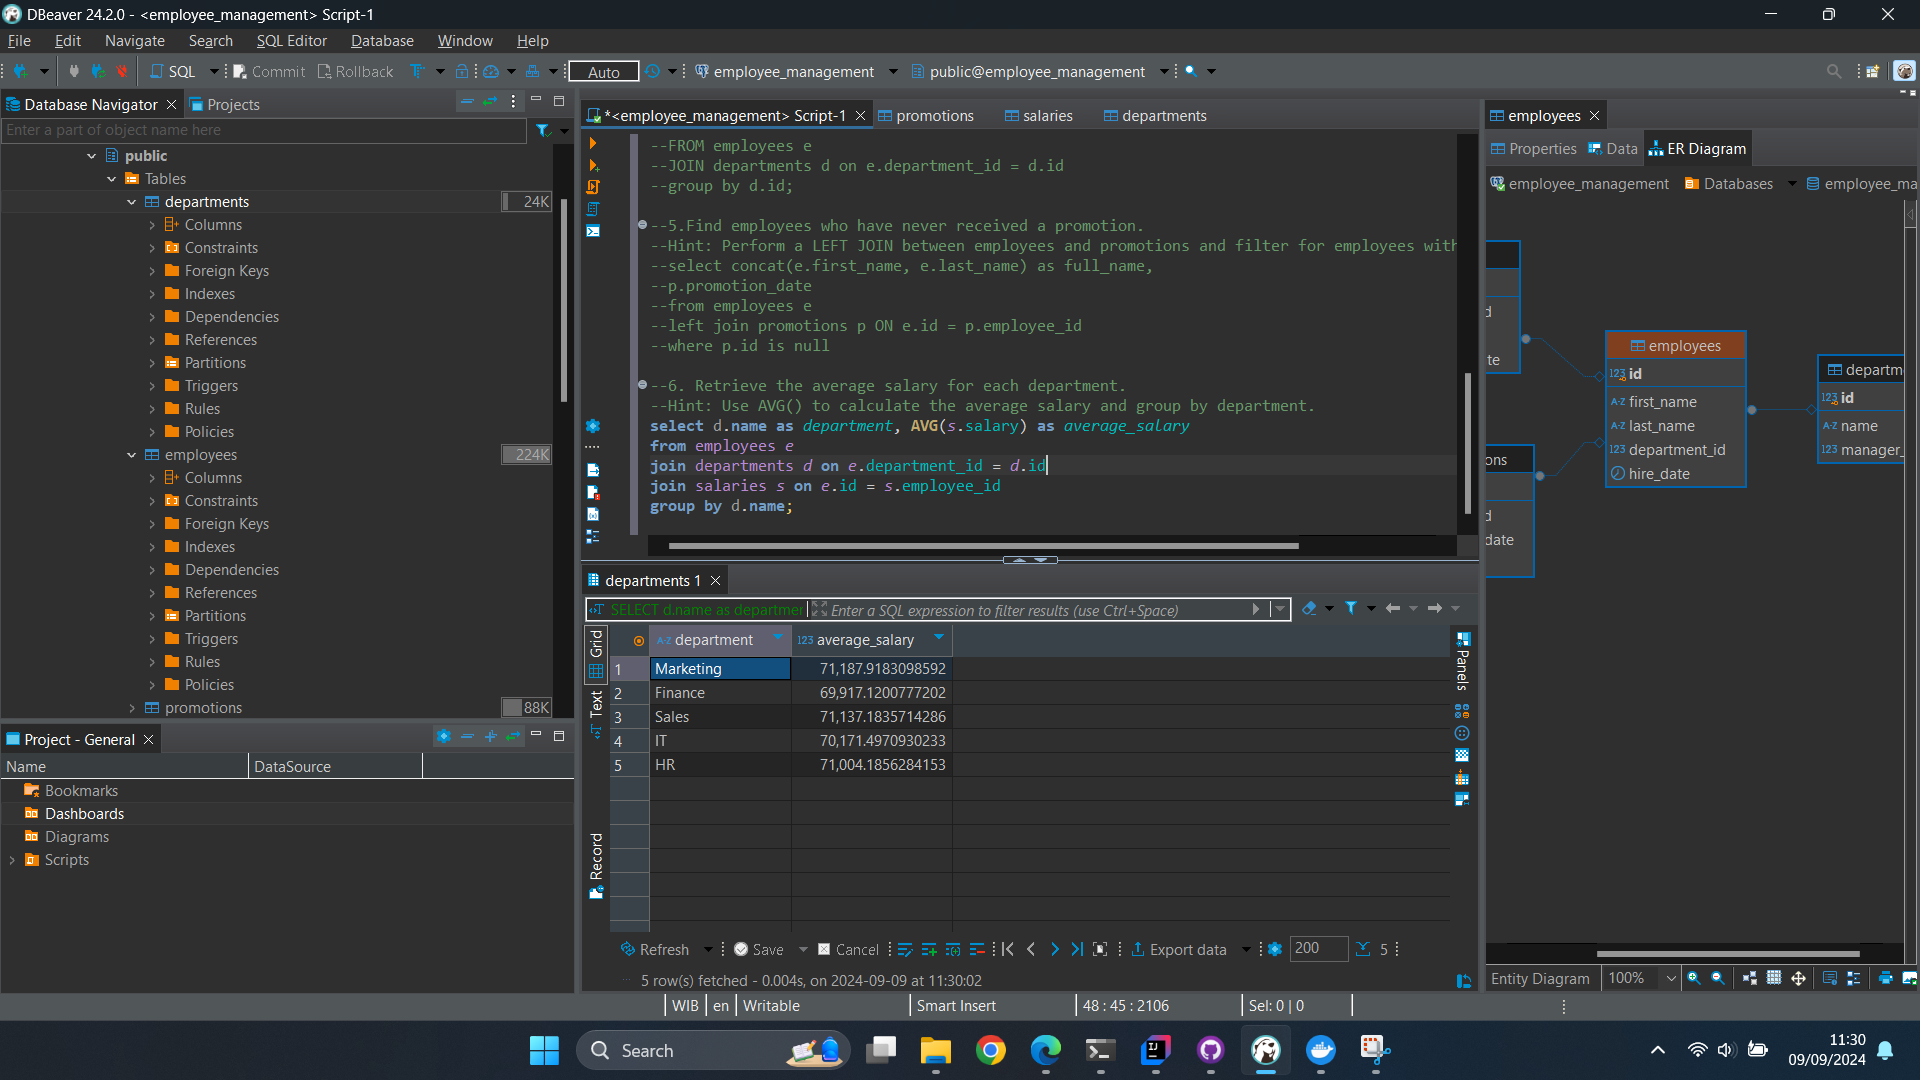 DBeaver 24.2.0 - <employee_management> Script-1
File Edit Navigate Search SQL Editor Database Window Help
SQL Commit Rollback Auto employee_management public@employee_management
Database Navigator Projects
Enter a part of object name here
public
Tables
departments 24K
Columns
Constraints
Foreign Keys
Indexes
Dependencies
References
Partitions
Triggers
Rules
Policies
employees 224K
Columns
Constraints
Foreign Keys
Indexes
Dependencies
References
Partitions
Triggers
Rules
Policies
promotions 88K
Project - General
Name DataSource
Bookmarks
Dashboards
Diagrams
Scripts
*<employee_management> Script-1 promotions salaries departments
--FROM employees e
--JOIN departments d on e.department_id = d.id
--group by d.id;
--5.Find employees who have never received a promotion.
--Hint: Perform a LEFT JOIN between employees and promotions and filter for employees with
--select concat(e.first_name, e.last_name) as full_name,
--p.promotion_date
--from employees e
--left join promotions p ON e.id = p.employee_id
--where p.id is null
--6. Retrieve the average salary for each department.
--Hint: Use AVG() to calculate the average salary and group by department.
select d.name as department, AVG(s.salary) as average_salary
from employees e
join departments d on e.department_id = d.id
join salaries s on e.id = s.employee_id
group by d.name;
departments 1
SELECT d.name as departmen Enter a SQL expression to filter results (use Ctrl+Space)
Grid
Text
Record
A-Z department 123 average_salary
1 Marketing 71,187.9183098592
2 Finance 69,917.1200777202
3 Sales 71,137.1835714286
4 IT 70,171.4970930233
5 HR 71,004.1856284153
Panels
Refresh Save Cancel Export data 200 5
5 row(s) fetched - 0.004s, on 2024-09-09 at 11:30:02
employees
Properties Data ER Diagram
employee_management Databases employee_ma
d
te
ons
d
date
employees
123 id
A-Z first_name
A-Z last_name
123 department_id
hire_date
departm
123 id
A-Z name
123 manager_
Entity Diagram 100%
WIB en Writable Smart Insert 48 : 45 : 2106 Sel: 0 | 0
Search
11:30
09/09/2024